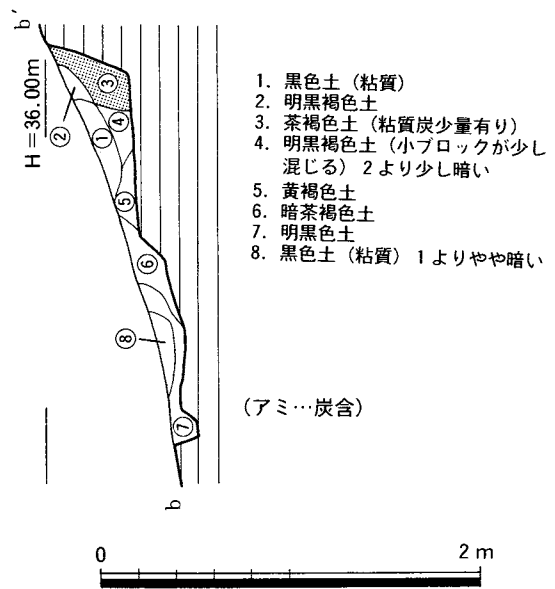 b′
H＝36.00m
③
②
①
④
⑤
⑥
⑧
⑦
b
1. 黒色土（粘質）
2. 明黒褐色土
3. 茶褐色土（粘質炭少量有り）
4. 明黒褐色土（小ブロックが少し
混じる）2より少し暗い
5. 黄褐色土
6. 暗茶褐色土
7. 明黒色土
8. 黒色土（粘質）1よりやや暗い
（アミ…炭含）
0 2m